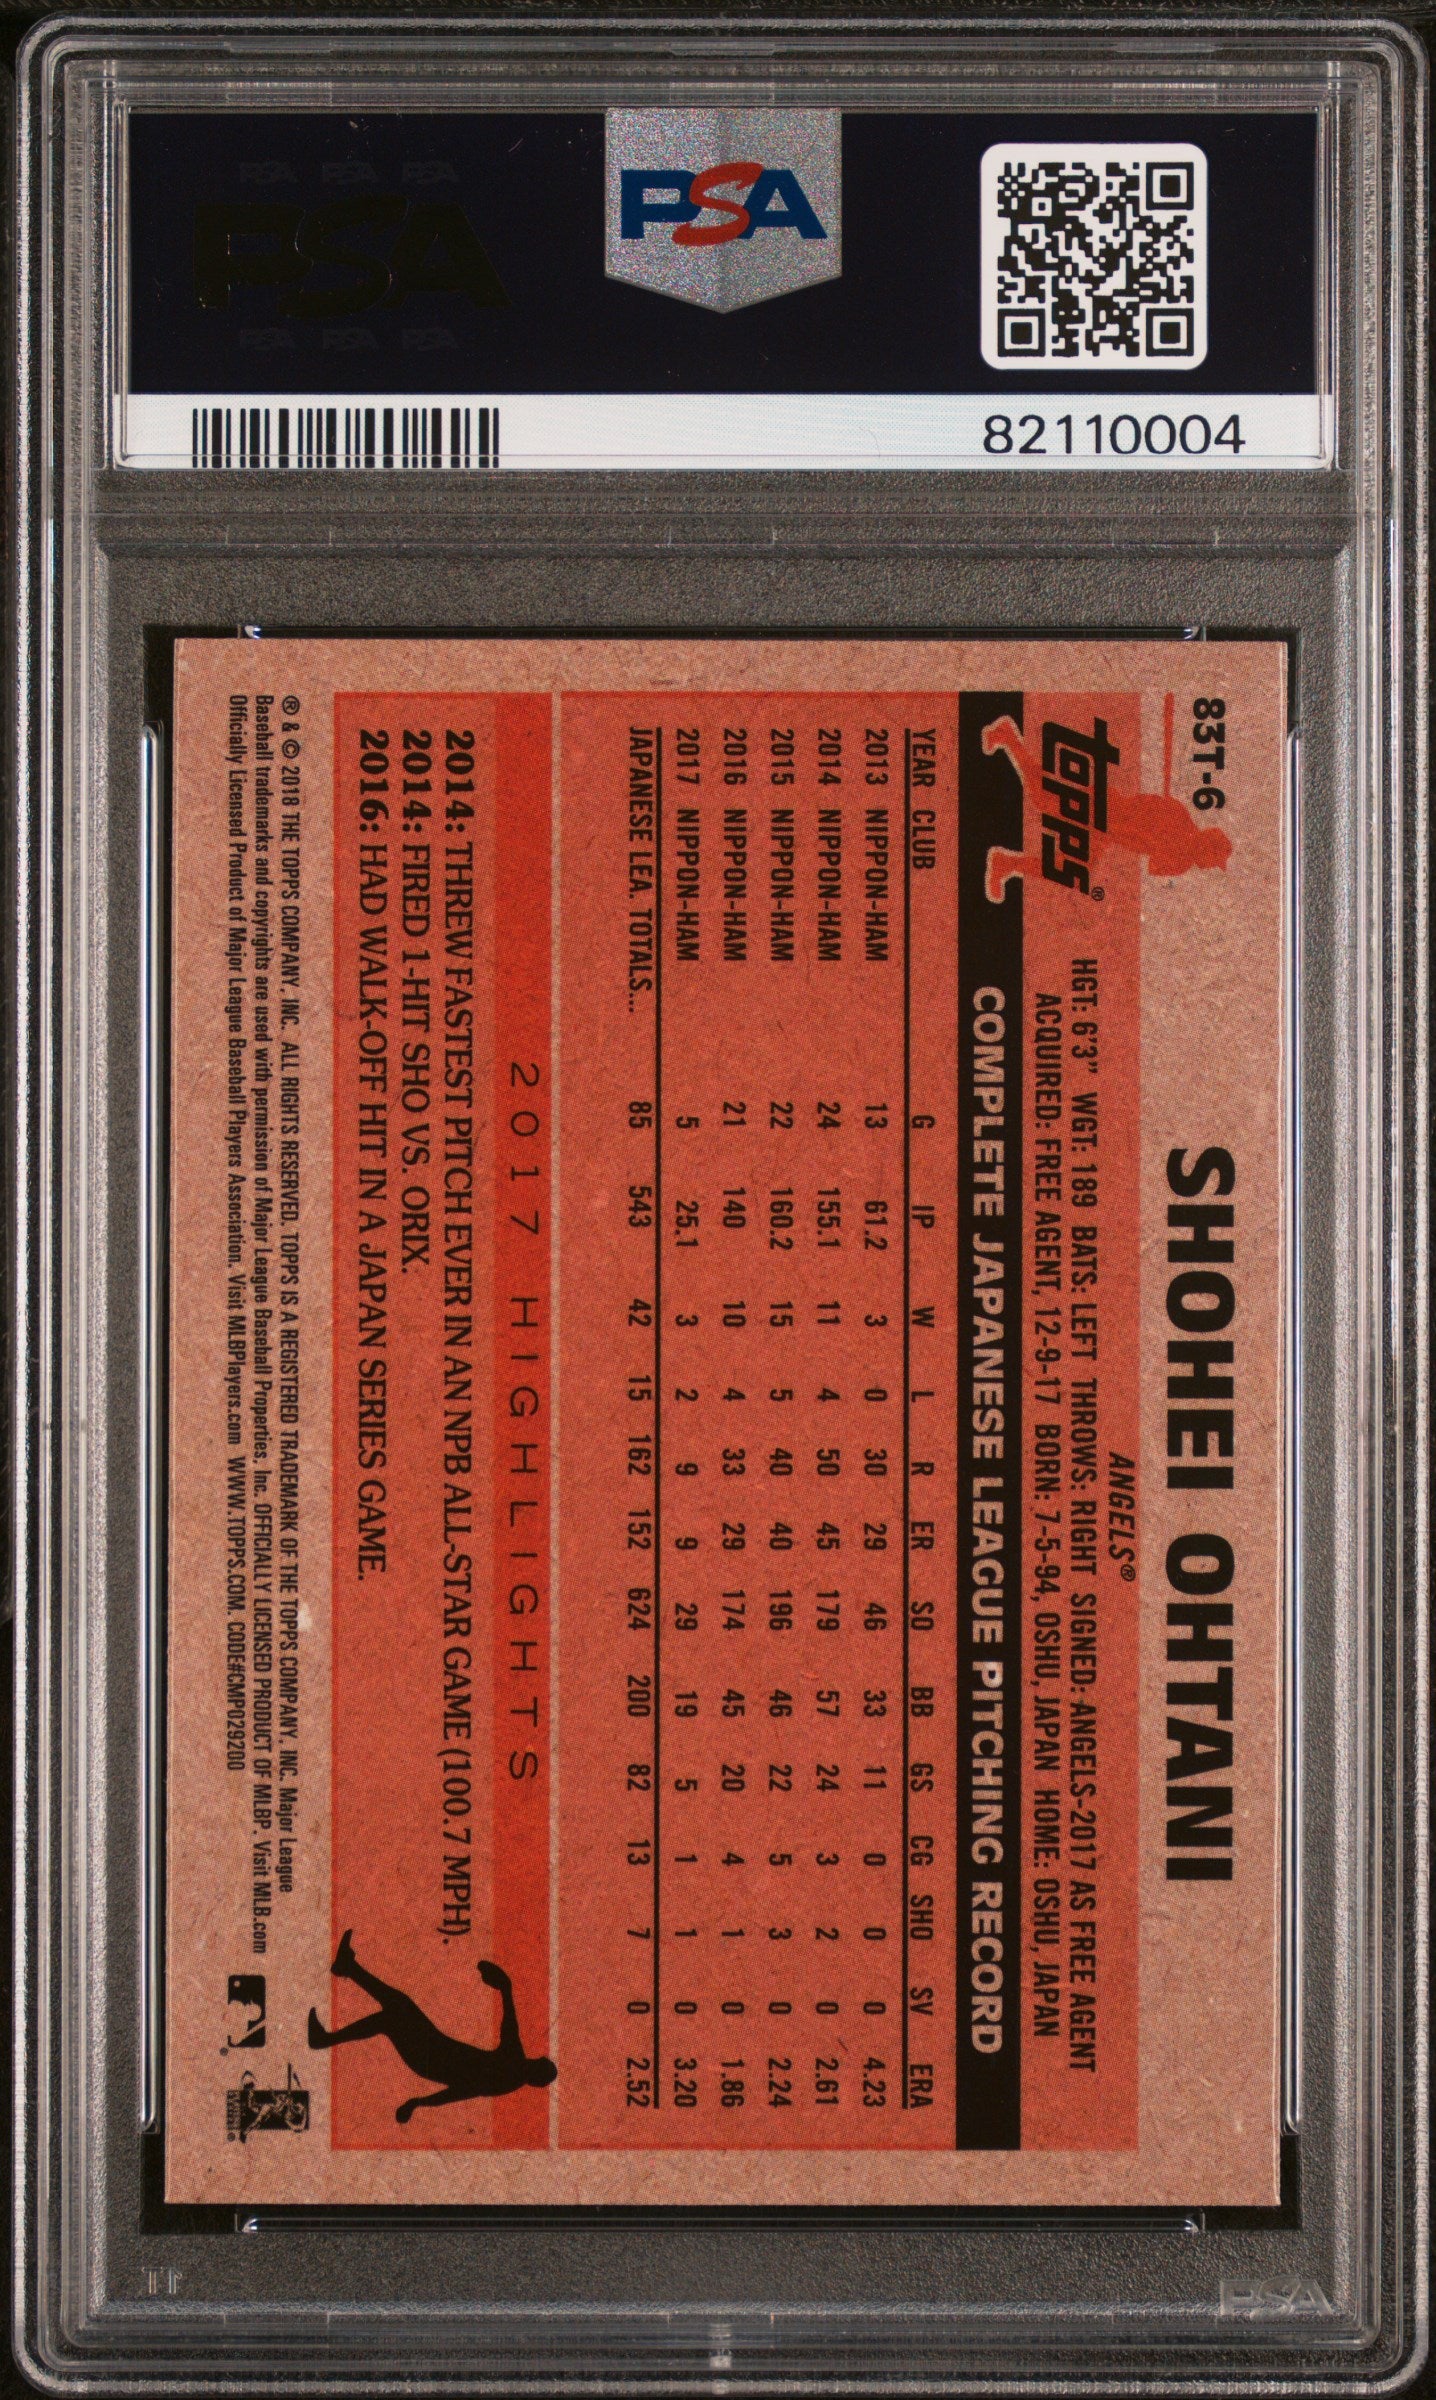 PSA PSA PSA
PSA
PSA PSA PSA
PSA
82110004
83T-6
SHOHEI OHTANI
ANGELS®
topps®
HGT: 6'3" WGT: 189 BATS: LEFT THROWS: RIGHT SIGNED: ANGELS-2017 AS FREE AGENT
ACQUIRED: FREE AGENT, 12-9-17 BORN: 7-5-94, OSHU, JAPAN HOME: OSHU, JAPAN
COMPLETE JAPANESE LEAGUE PITCHING RECORD
YEAR CLUB G IP W L R ER SO BB GS CG SHO SV ERA
2013 NIPPON-HAM 13 61.2 3 0 30 29 46 33 11 0 0 0 4.23
2014 NIPPON-HAM 24 155.1 11 4 50 45 179 57 24 3 2 0 2.61
2015 NIPPON-HAM 22 160.2 15 5 40 40 196 46 22 5 3 0 2.24
2016 NIPPON-HAM 21 140 10 4 33 29 174 45 20 4 1 0 1.86
2017 NIPPON-HAM 5 25.1 3 2 9 9 29 19 5 1 1 0 3.20
JAPANESE LEA. TOTALS... 85 543 42 15 162 152 624 200 82 13 7 0 2.52
2017 HIGHLIGHTS
2014: THREW FASTEST PITCH EVER IN AN NPB ALL-STAR GAME (100.7 MPH).
2014: FIRED 1-HIT SHO VS. ORIX.
2016: HAD WALK-OFF HIT IN A JAPAN SERIES GAME.
® & © 2018 THE TOPPS COMPANY, INC. ALL RIGHTS RESERVED. TOPPS IS A REGISTERED TRADEMARK OF THE TOPPS COMPANY, INC. Major League
Baseball trademarks and copyrights are used with permission of Major League Baseball Properties, Inc. OFFICIALLY LICENSED PRODUCT OF MLBP. Visit MLB.com
Officially Licensed Product of Major League Baseball Players Association. Visit MLBPlayers.com WWW.TOPPS.COM. CODE#CMP029200
PSA